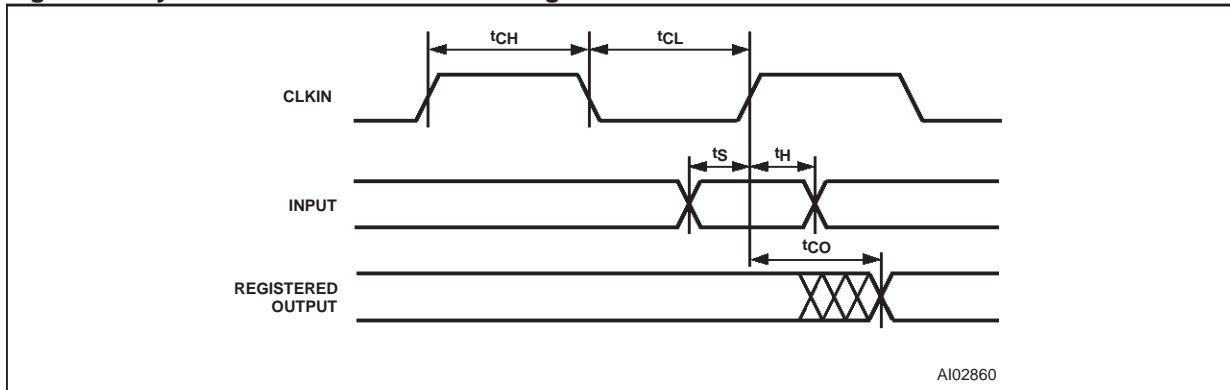 tCH
tCL
CLKIN
tS
tH
INPUT
tCO
REGISTERED
OUTPUT
AI02860